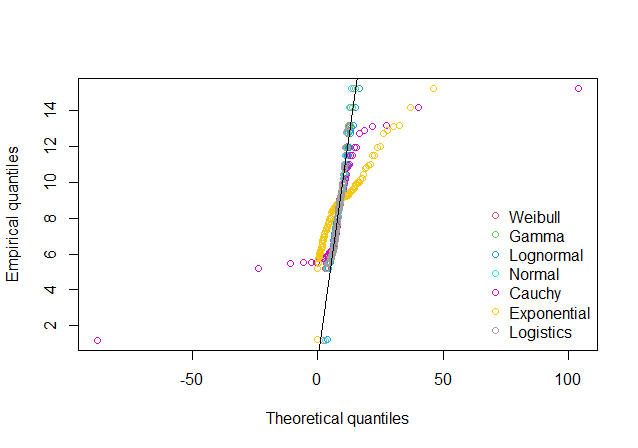 Empirical quantiles
14
12
10
8
6
4
2
-50
0
50
100
Theoretical quantiles
Weibull
Gamma
Lognormal
Normal
Cauchy
Exponential
Logistics